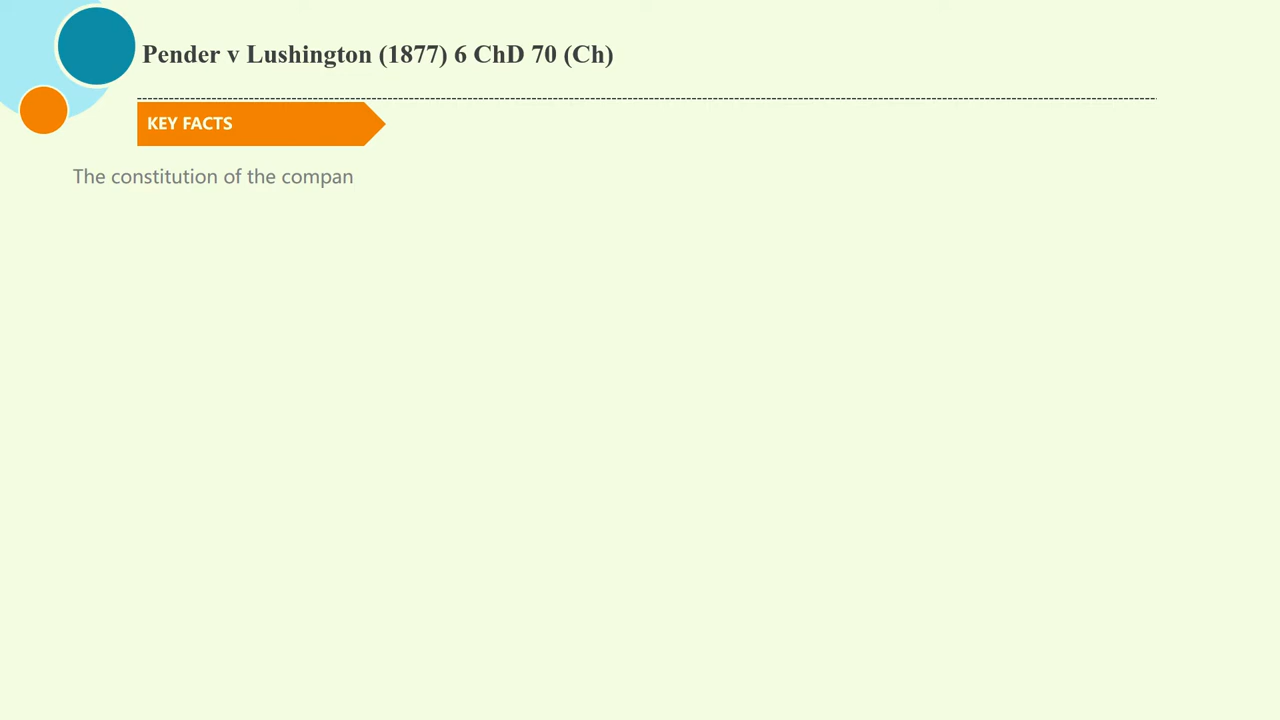 Pender v Lushington (1877) 6 ChD 70 (Ch)
KEY FACTS
The constitution of the compan